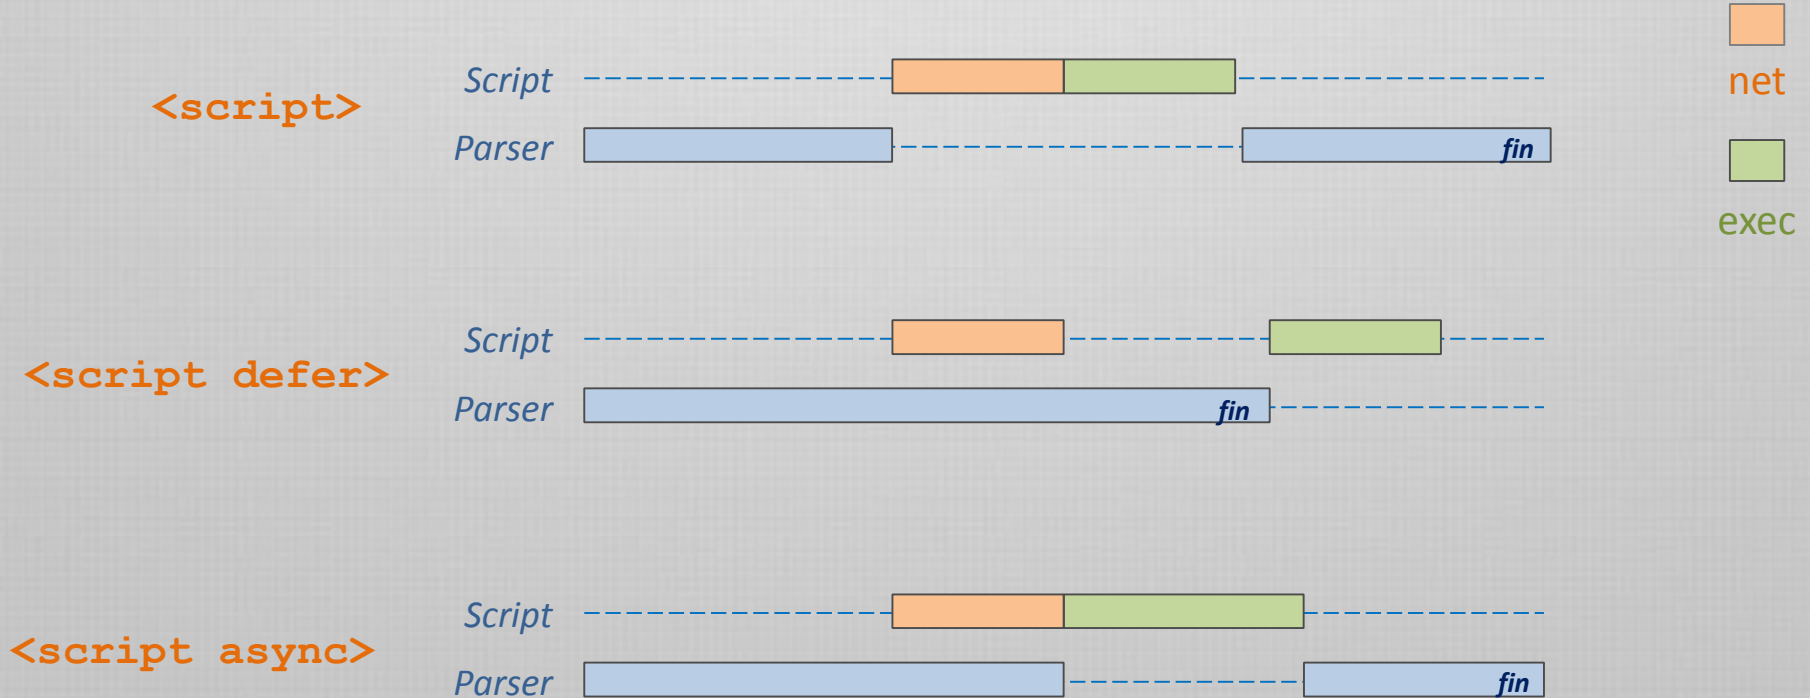 <script>
Script
Parser
fin
net
exec
<script defer>
Script
Parser
fin
<script async>
Script
Parser
fin